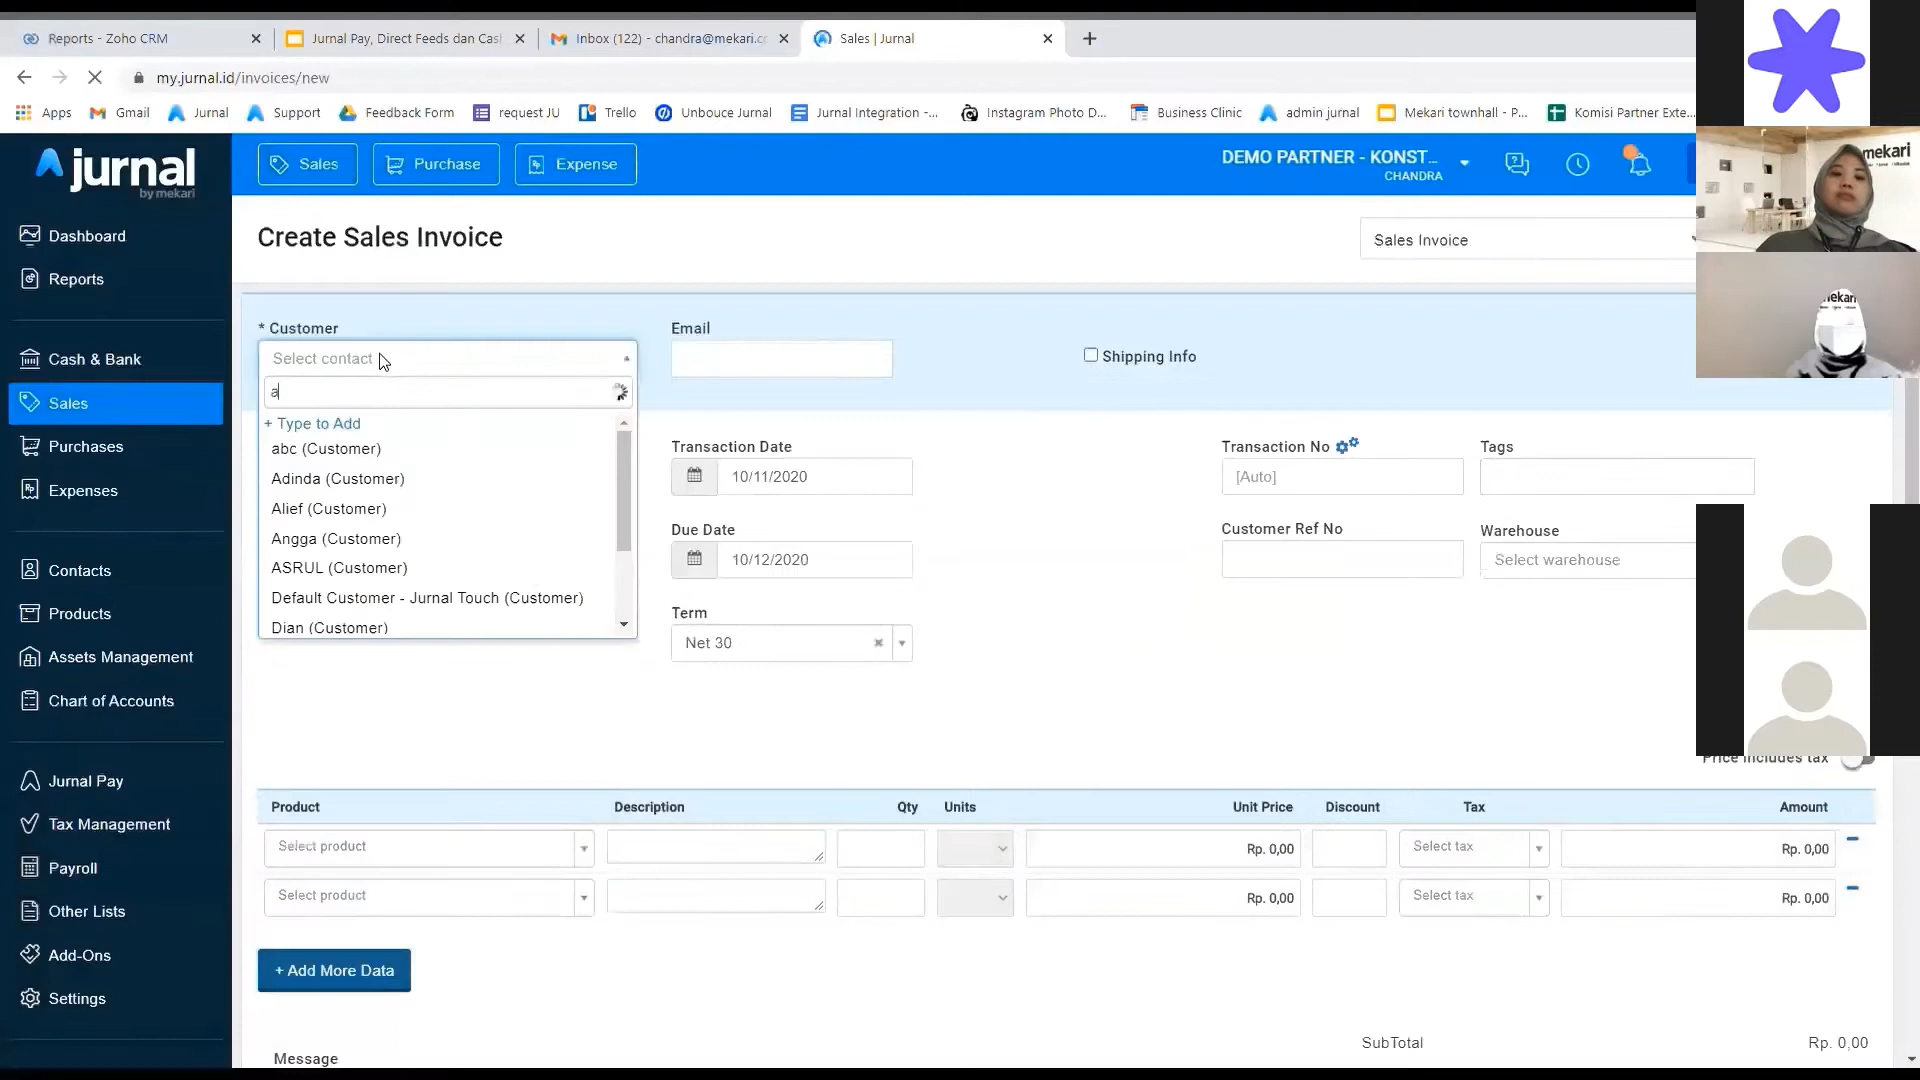 Reports - Zoho CRM
Jurnal Pay, Direct Feeds dan Cas
Inbox (122) - chandra@mekari.c
Sales | Jurnal
my.jurnal.id/invoices/new
Apps
Gmail
Jurnal
Support
Feedback Form
request JU
Trello
Unbouce Jurnal
Jurnal Integration -...
Instagram Photo D...
Business Clinic
admin jurnal
Mekari townhall - P...
Komisi Partner Exte...
jurnal
by mekari
Sales
Purchase
Expense
DEMO PARTNER - KONST...
CHANDRA
mekari
ekari
Dashboard
Reports
Cash & Bank
Sales
Purchases
Expenses
Contacts
Products
Assets Management
Chart of Accounts
Jurnal Pay
Tax Management
Payroll
Other Lists
Add-Ons
Settings
Create Sales Invoice
Sales Invoice
* Customer
Select contact
a
+ Type to Add
abc (Customer)
Adinda (Customer)
Alief (Customer)
Angga (Customer)
ASRUL (Customer)
Default Customer - Jurnal Touch (Customer)
Dian (Customer)
Email
Shipping Info
Transaction Date
10/11/2020
Due Date
10/12/2020
Term
Net 30
Transaction No
[Auto]
Tags
Customer Ref No
Warehouse
Select warehouse
Price includes tax
Product Description Qty Units Unit Price Discount Tax Amount
Select product Rp. 0,00 Select tax Rp. 0,00
Select product Rp. 0,00 Select tax Rp. 0,00
+ Add More Data
SubTotal Rp. 0,00
Message